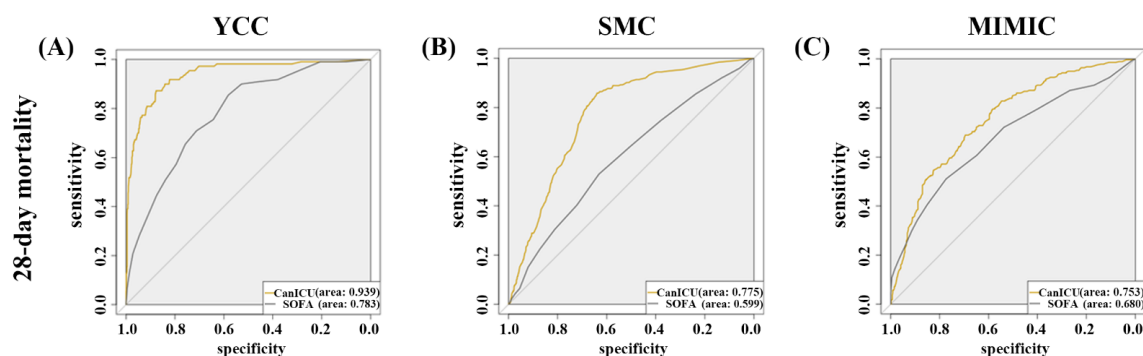 YCC
SMC
MIMIC
28-day mortality
(A)
sensitivity
1.0
0.8
0.6
0.4
0.2
0.0
CanICU(area: 0.939)
SOFA (area: 0.783)
1.0 0.8 0.6 0.4 0.2 0.0
specificity
(B)
sensitivity
1.0
0.8
0.6
0.4
0.2
0.0
CanICU(area: 0.775)
SOFA (area: 0.599)
1.0 0.8 0.6 0.4 0.2 0.0
specificity
(C)
sensitivity
1.0
0.8
0.6
0.4
0.2
0.0
CanICU(area: 0.753)
SOFA (area: 0.680)
1.0 0.8 0.6 0.4 0.2 0.0
specificity